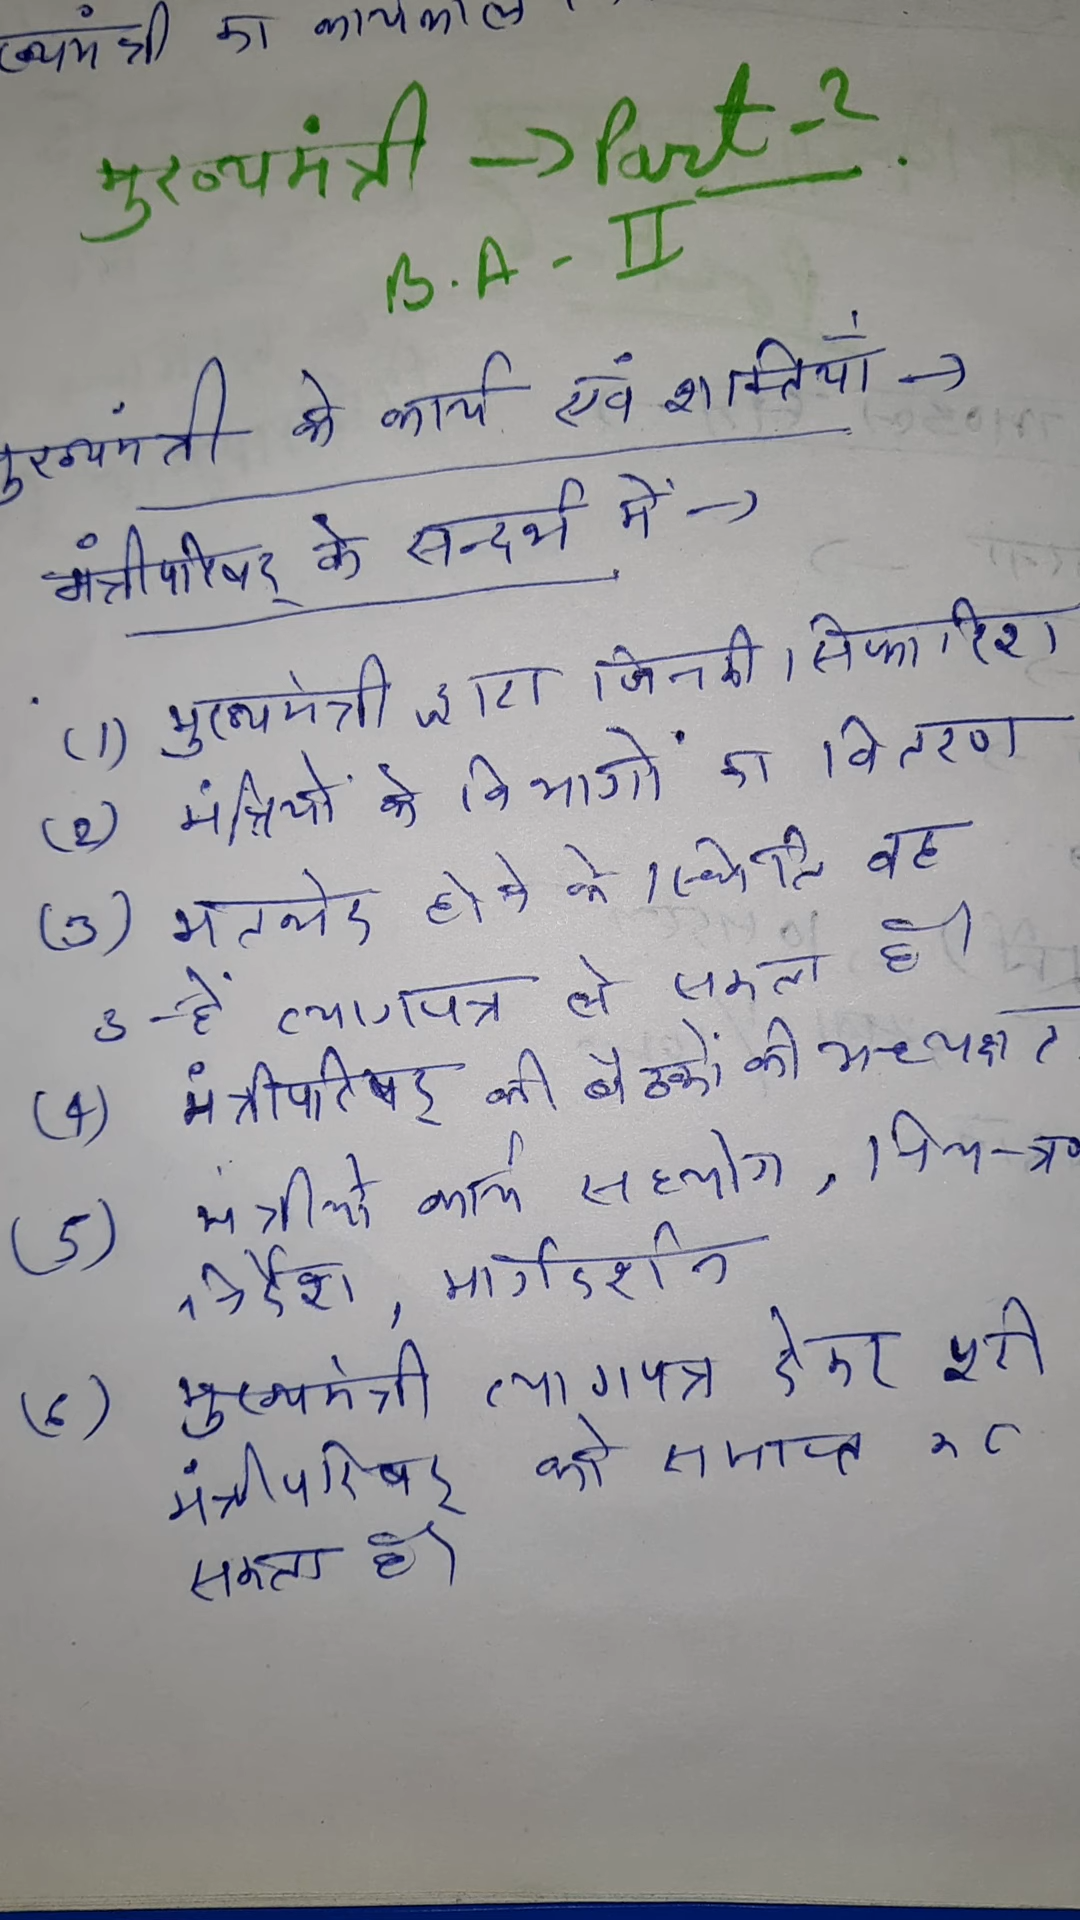 ख्यमंत्री का कार्यकाल
मुख्यमंत्री → Part-2.
B.A - II
मुख्यमंत्री के कार्य एवं शक्तियाँ →
मंत्रीपरिषद् के सन्दर्भ में →
(1) मुख्यमंत्री द्वारा जिनकी सिफारिश
(2) मंत्रियों के विभागों का वितरण
(3) मतभेद होने के स्थिति वह
उन्हें त्यागपत्र ले सकता है।
(4) मंत्रीपरिषद् की बैठकों की अध्यक्षत
(5) मंत्रीयों कार्य सहयोग, नियन्त्रण
निर्देश, मार्गदर्शन
(6) मुख्यमंत्री त्यागपत्र देकर पूरी
मंत्रीपरिषद् को समाप्त कर
सकता है।